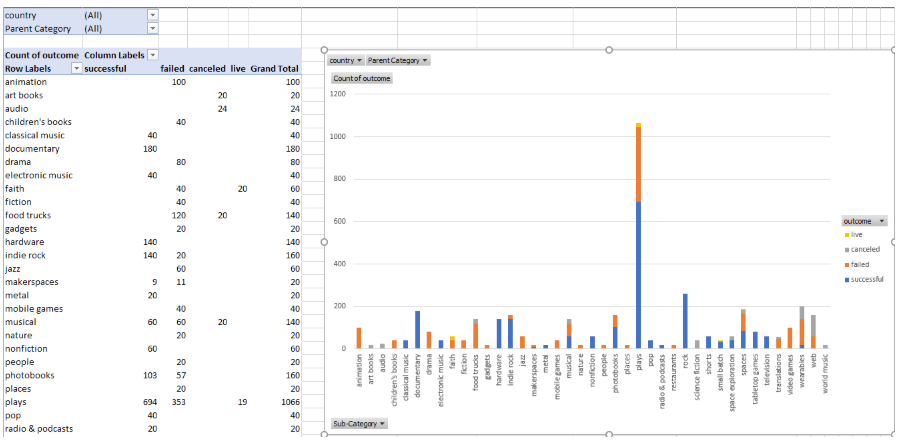 country (All)
Parent Category (All)
Count of outcome Column Labels
Row Labels successful failed canceled live Grand Total
animation 100 100
art books 20 20
audio 24 24
children's books 40 40
classical music 40 40
documentary 180 180
drama 80 80
electronic music 40 40
faith 40 20 60
fiction 40 40
food trucks 120 20 140
gadgets 20 20
hardware 140 140
indie rock 140 20 160
jazz 60 60
makerspaces 9 11 20
metal 20 20
mobile games 40 40
musical 60 60 20 140
nature 20 20
nonfiction 60 60
people 20 20
photobooks 103 57 160
places 20 20
plays 694 353 19 1066
pop 40 40
radio & podcasts 20 20
country Parent Category
Count of outcome
1200
1000
800
600
400
200
0
animation
art books
audio
children's books
classical music
documentary
drama
electronic music
faith
fiction
food trucks
gadgets
hardware
indie rock
jazz
makerspaces
metal
mobile games
musical
nature
nonfiction
people
photobooks
places
plays
pop
radio & podcasts
restaurants
rock
science fiction
shorts
small batch
space exploration
spaces
tabletop games
television
translations
video games
wearables
web
world music
outcome
live
canceled
failed
successful
Sub-Category